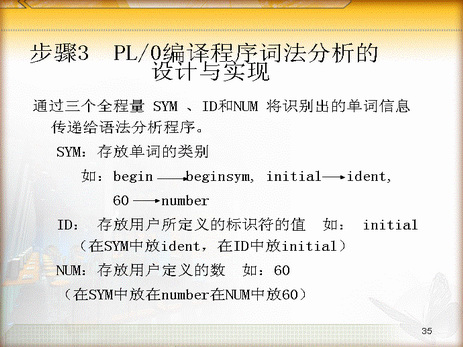 步骤3 PL/0编译程序词法分析的
设计与实现
通过三个全程量 SYM 、ID和NUM 将识别出的单词信息
传递给语法分析程序。
SYM：存放单词的类别
如：begin → beginsym, initial → ident,
60 → number
ID： 存放用户所定义的标识符的值 如： initial
（在SYM中放ident，在ID中放initial）
NUM：存放用户定义的数 如：60
（在SYM中放在number在NUM中放60）
35